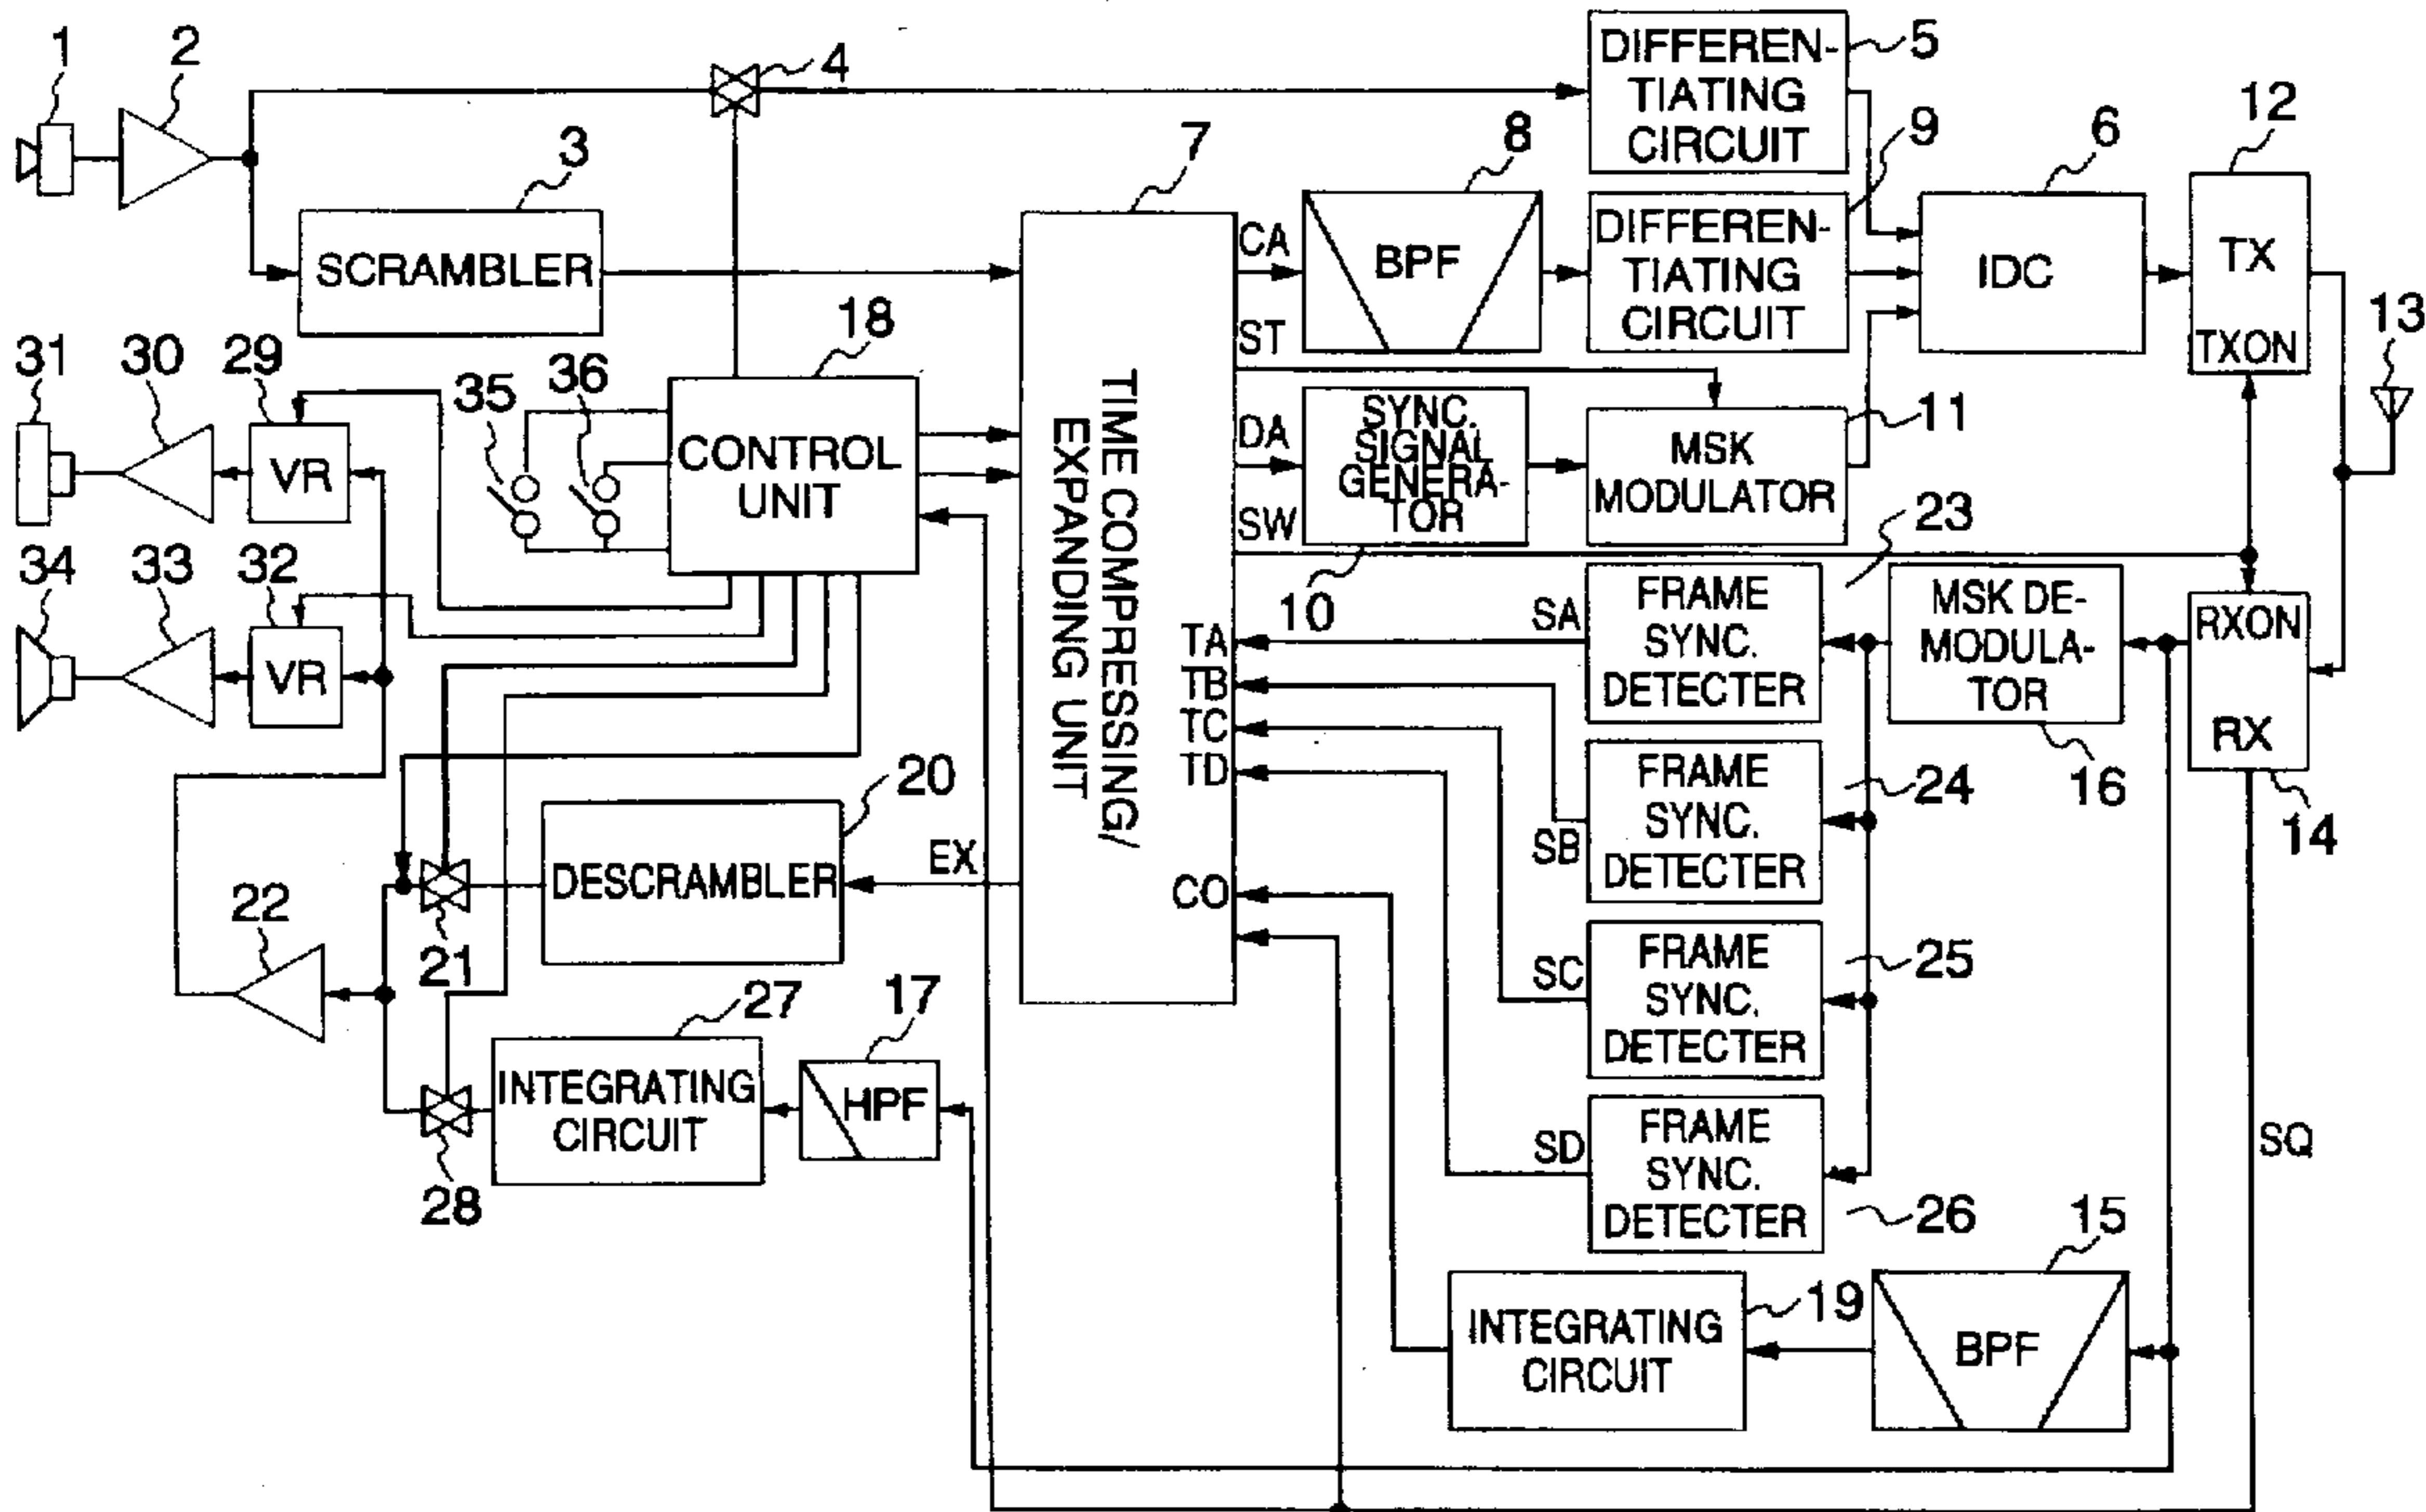 1
2
4
DIFFEREN-
TIATING
CIRCUIT
5
12
3
7
8
9
6
SCRAMBLER
CA
BPF
DIFFEREN-
TIATING
CIRCUIT
IDC
TX
TXON
13
ST
18
31
30
29
35
36
VR
CONTROL
UNIT
TIME COMPRESSING/
EXPANDING UNIT
DA
SW
SYNC.
SIGNAL
GENERA-
TOR
10
MSK
MODULATOR
11
23
34
33
32
VR
TA
TB
TC
TD
SA
FRAME
SYNC.
DETECTER
MSK DE-
MODULA-
TOR
16
RXON
RX
14
20
DESCRAMBLER
EX
CO
SB
FRAME
SYNC.
DETECTER
24
22
21
SC
FRAME
SYNC.
DETECTER
25
27
17
INTEGRATING
CIRCUIT
HPF
28
SD
FRAME
SYNC.
DETECTER
26
SQ
15
INTEGRATING
CIRCUIT
19
BPF